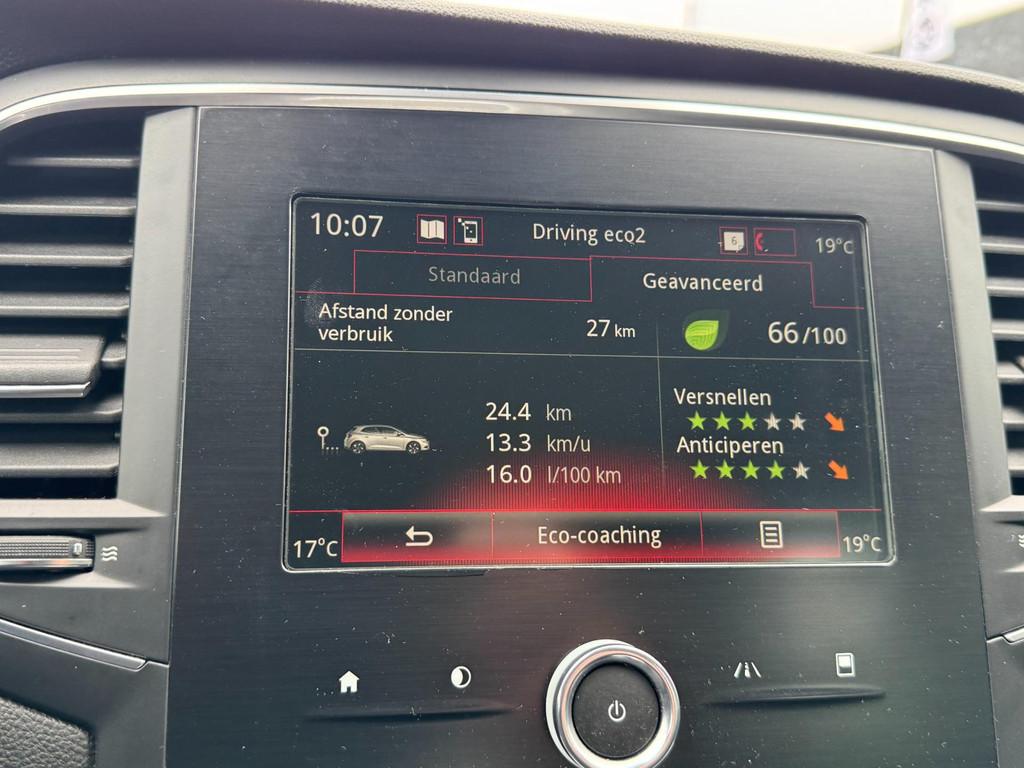 10:07 Driving eco2 6 19°C
Standaard Geavanceerd
Afstand zonder
verbruik 27 km 66/100
24.4 km
13.3 km/u
16.0 l/100 km
Versnellen
Anticiperen
17°C Eco-coaching 19°C